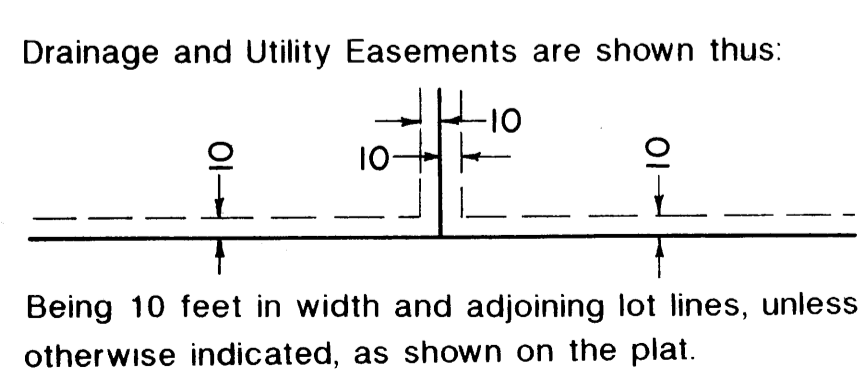 Drainage and Utility Easements are shown thus:
10
10
10
10
Being 10 feet in width and adjoining lot lines, unless
otherwise indicated, as shown on the plat.